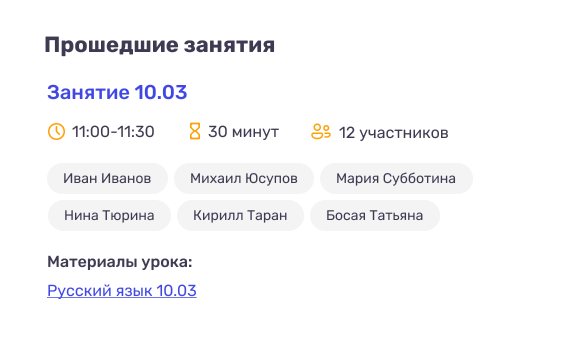 Прошедшие занятия
Занятие 10.03
11:00-11:30 30 минут 12 участников
Иван Иванов Михаил Юсупов Мария Субботина
Нина Тюрина Кирилл Таран Босая Татьяна
Материалы урока:
Русский язык 10.03